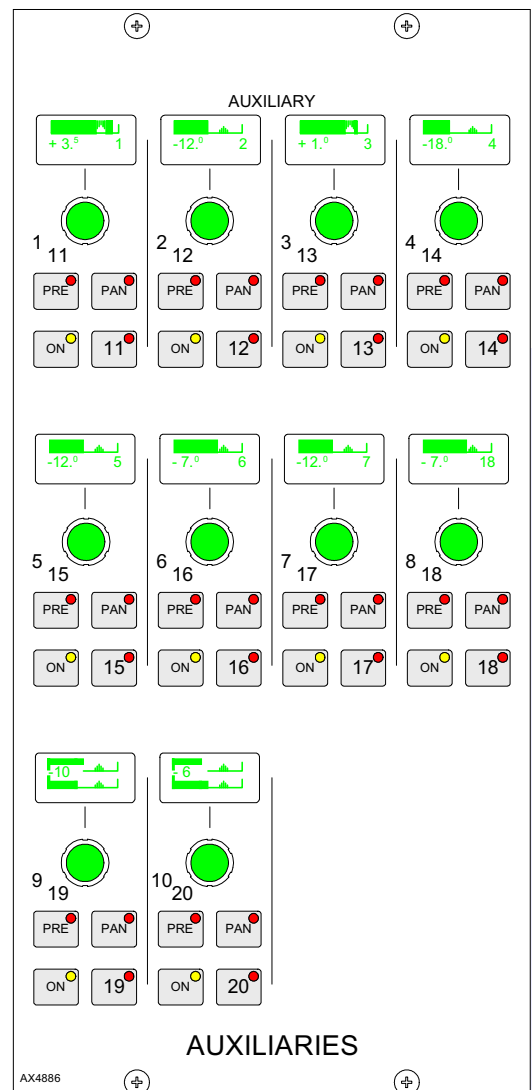 AUXILIARY
+ 3.⁵ 1
-12.⁰ 2
+ 1.⁰ 3
-18.⁰ 4
1 11
2 12
3 13
4 14
PRE PAN
PRE PAN
PRE PAN
PRE PAN
ON 11
ON 12
ON 13
ON 14
-12.⁰ 5
- 7.⁰ 6
-12.⁰ 7
- 7.⁰ 18
5 15
6 16
7 17
8 18
PRE PAN
PRE PAN
PRE PAN
PRE PAN
ON 15
ON 16
ON 17
ON 18
-10
- 6
9 19
10 20
PRE PAN
PRE PAN
ON 19
ON 20
AUXILIARIES
AX4886